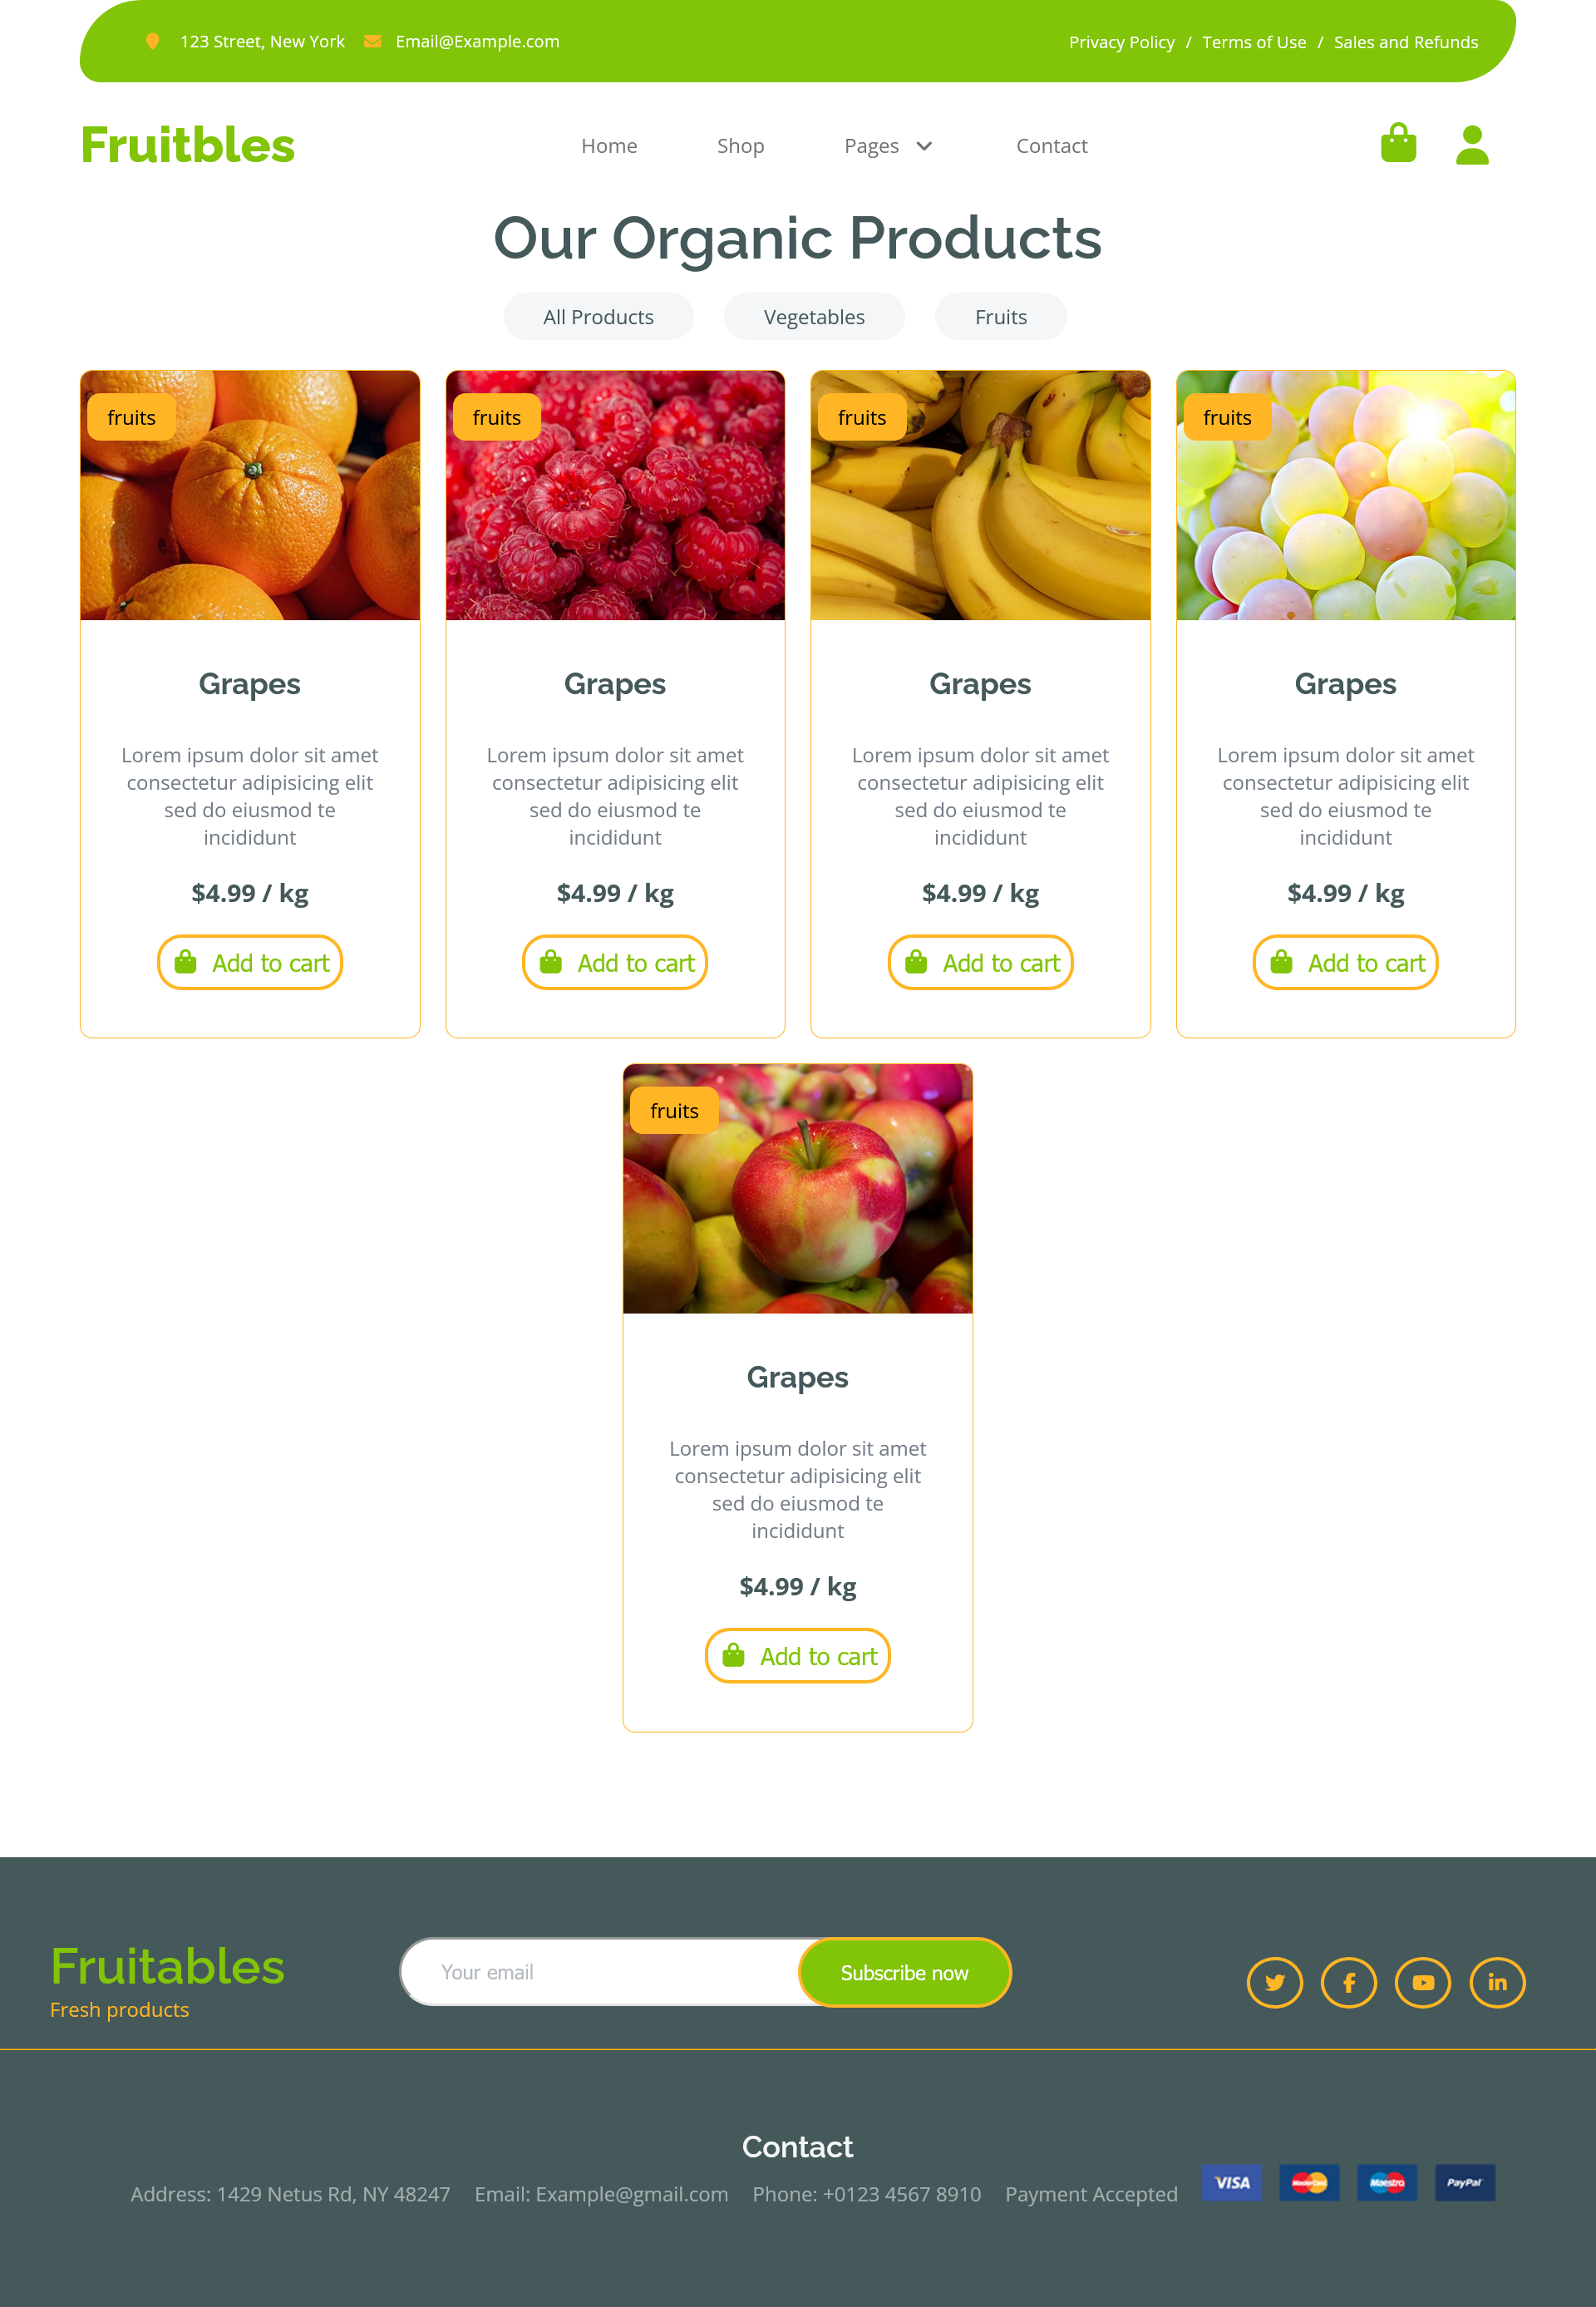 123 Street, New York Email@Example.com Privacy Policy / Terms of Use / Sales and Refunds
Fruitbles Home Shop Pages Contact
Our Organic Products
All Products Vegetables Fruits
fruits fruits fruits fruits
Grapes Grapes Grapes Grapes
Lorem ipsum dolor sit amet Lorem ipsum dolor sit amet Lorem ipsum dolor sit amet Lorem ipsum dolor sit amet
consectetur adipisicing elit consectetur adipisicing elit consectetur adipisicing elit consectetur adipisicing elit
sed do eiusmod te sed do eiusmod te sed do eiusmod te sed do eiusmod te
incididunt incididunt incididunt incididunt
$4.99 / kg $4.99 / kg $4.99 / kg $4.99 / kg
Add to cart Add to cart Add to cart Add to cart
fruits
Grapes
Lorem ipsum dolor sit amet
consectetur adipisicing elit
sed do eiusmod te
incididunt
$4.99 / kg
Add to cart
Fruitables
Fresh products
Your email Subscribe now
Contact
Address: 1429 Netus Rd, NY 48247 Email: Example@gmail.com Phone: +0123 4567 8910 Payment Accepted VISA MasterCard Maestro PayPal